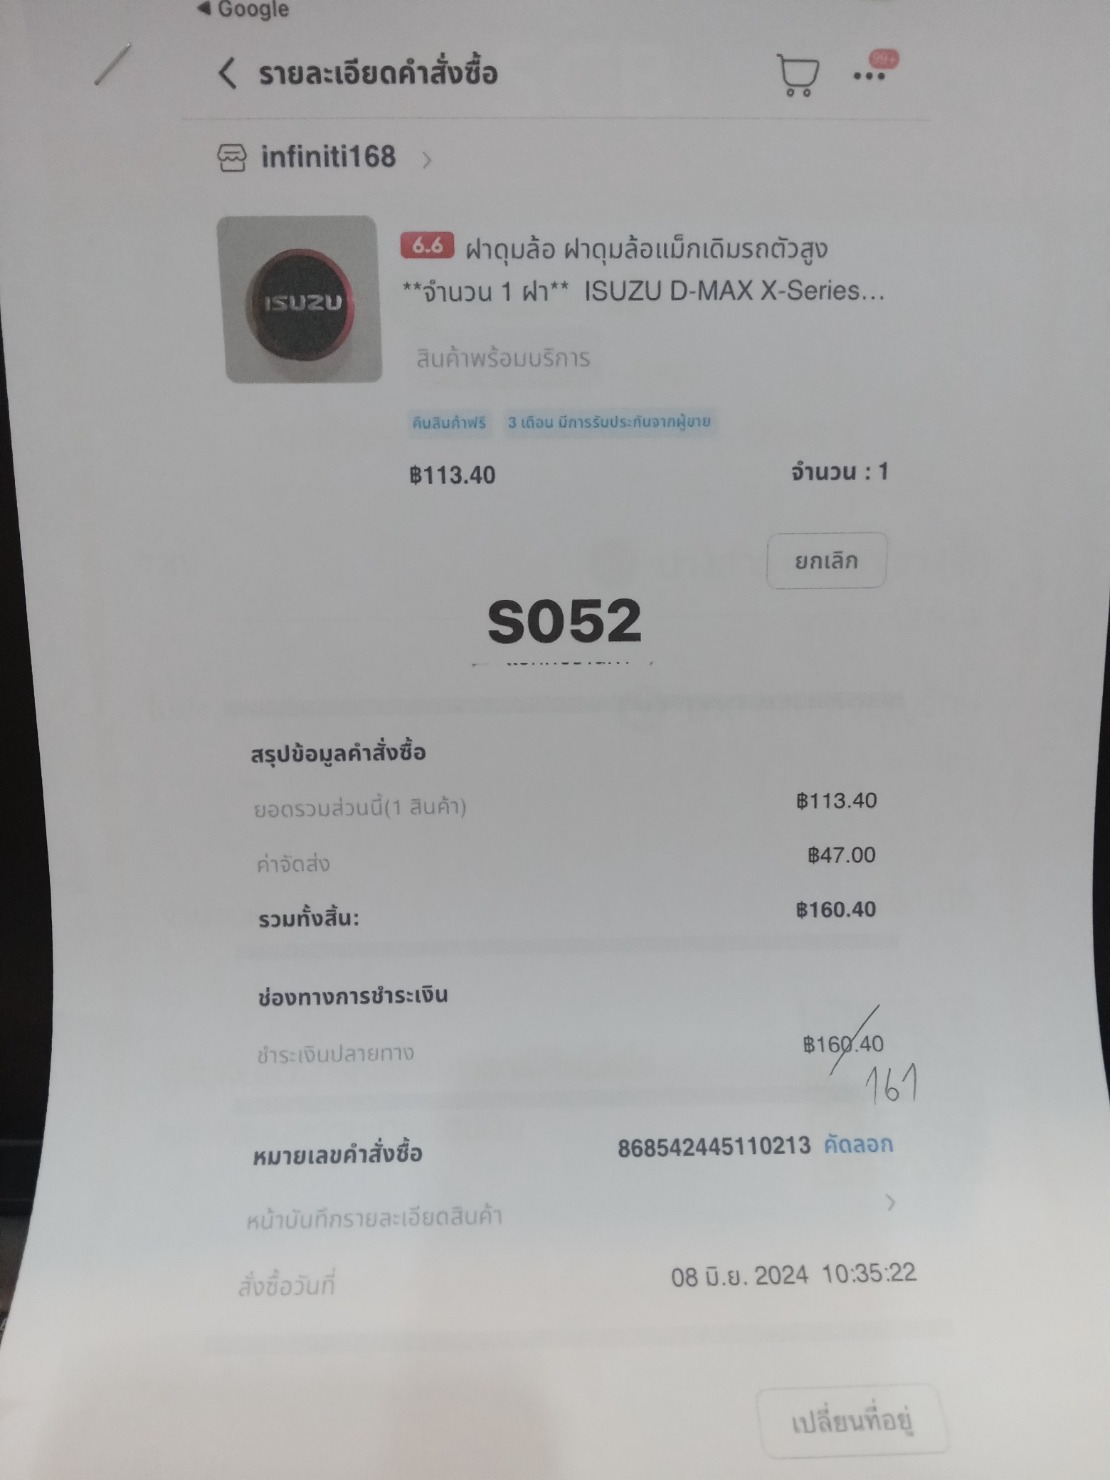 Google
รายละเอียดคำสั่งซื้อ
99+
infiniti168
ISUZU
6.6 ฝาดุมล้อ ฝาดุมล้อแม็กเดิมรถตัวสูง
**จำนวน 1 ฝา** ISUZU D-MAX X-Series...
สินค้าพร้อมบริการ
คืนสินค้าฟรี 3 เดือน มีการรับประกันจากผู้ขาย
฿113.40 จำนวน : 1
ยกเลิก
S052
สรุปข้อมูลคำสั่งซื้อ
ยอดรวมส่วนนี้(1 สินค้า) ฿113.40
ค่าจัดส่ง ฿47.00
รวมทั้งสิ้น: ฿160.40
ช่องทางการชำระเงิน
ชำระเงินปลายทาง ฿160.40
161
หมายเลขคำสั่งซื้อ 868542445110213 คัดลอก
หน้าบันทึกรายละเอียดสินค้า
สั่งซื้อวันที่ 08 มิ.ย. 2024 10:35:22
เปลี่ยนที่อยู่